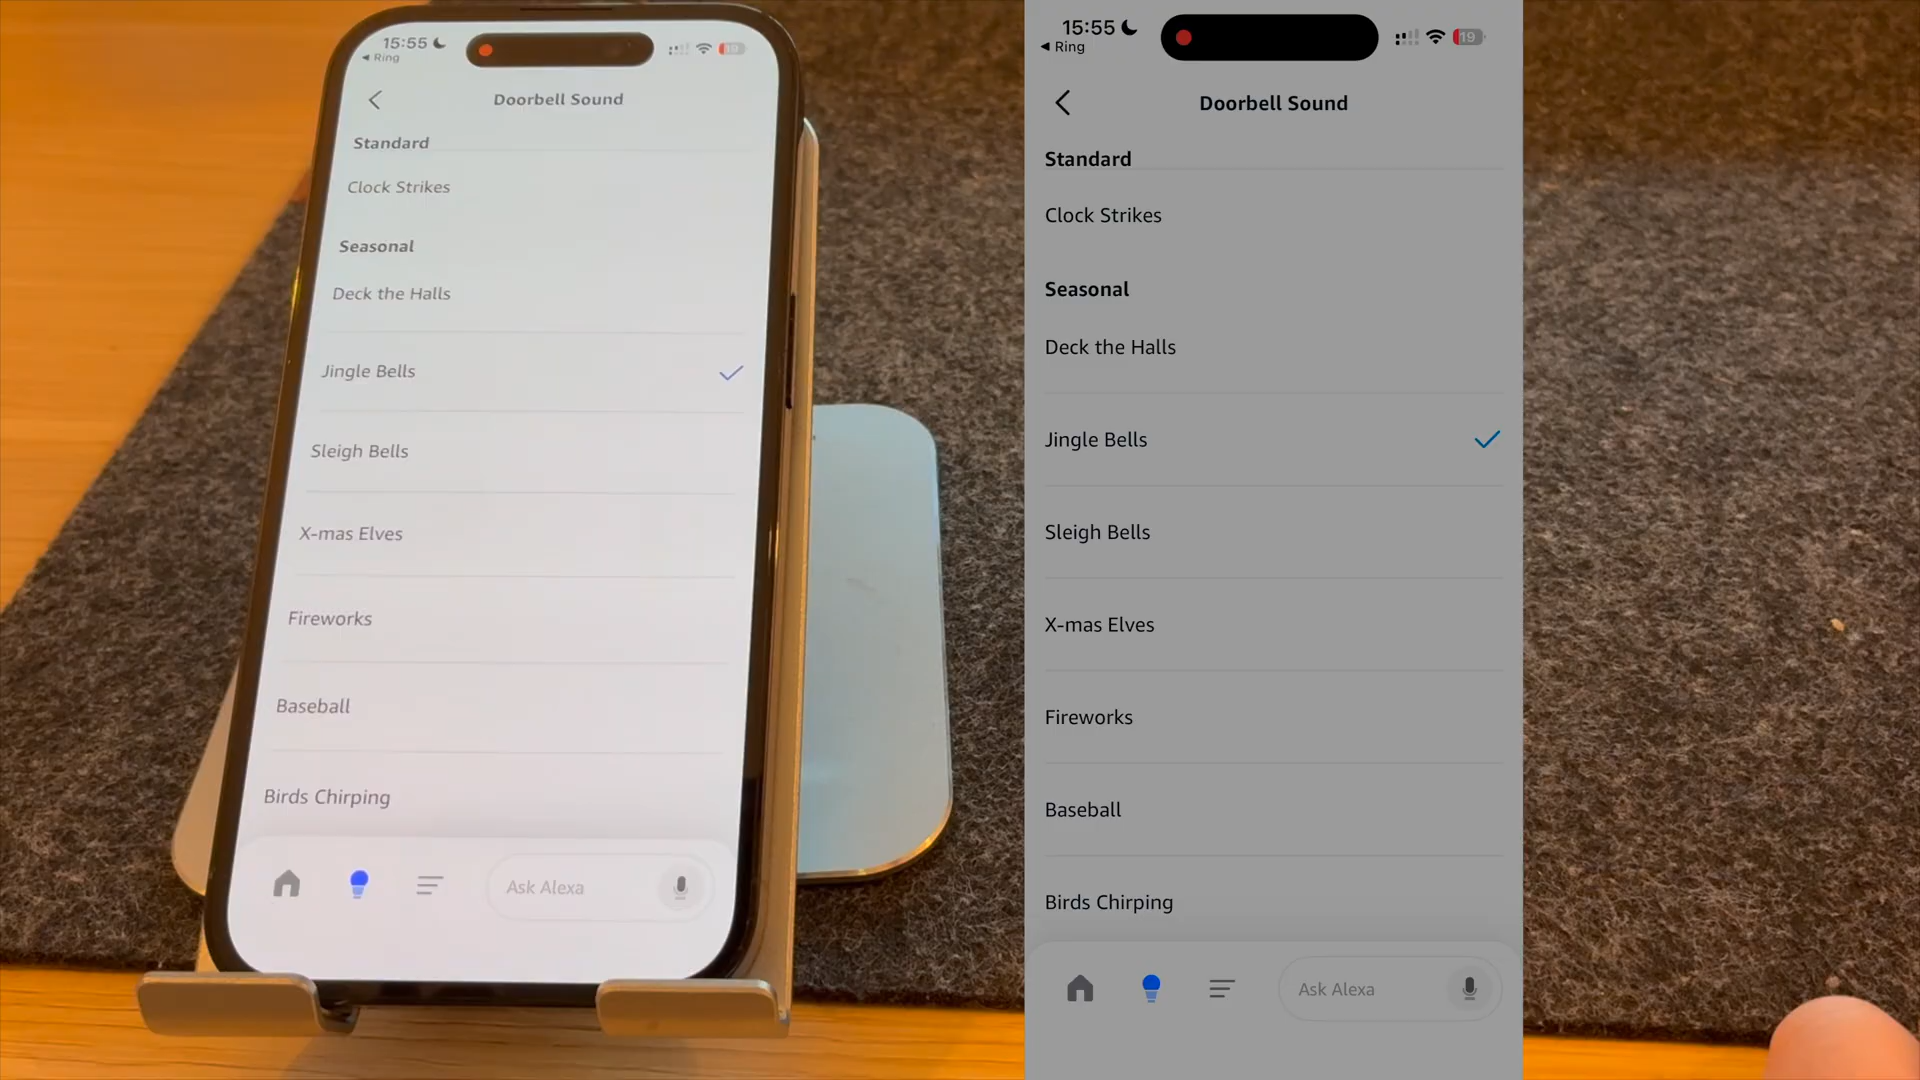 15:55
◄ Ring
19
Doorbell Sound
Standard
Clock Strikes
Seasonal
Deck the Halls
Jingle Bells
Sleigh Bells
X-mas Elves
Fireworks
Baseball
Birds Chirping
Ask Alexa
15:55
◄ Ring
19
Doorbell Sound
Standard
Clock Strikes
Seasonal
Deck the Halls
Jingle Bells
Sleigh Bells
X-mas Elves
Fireworks
Baseball
Birds Chirping
Ask Alexa